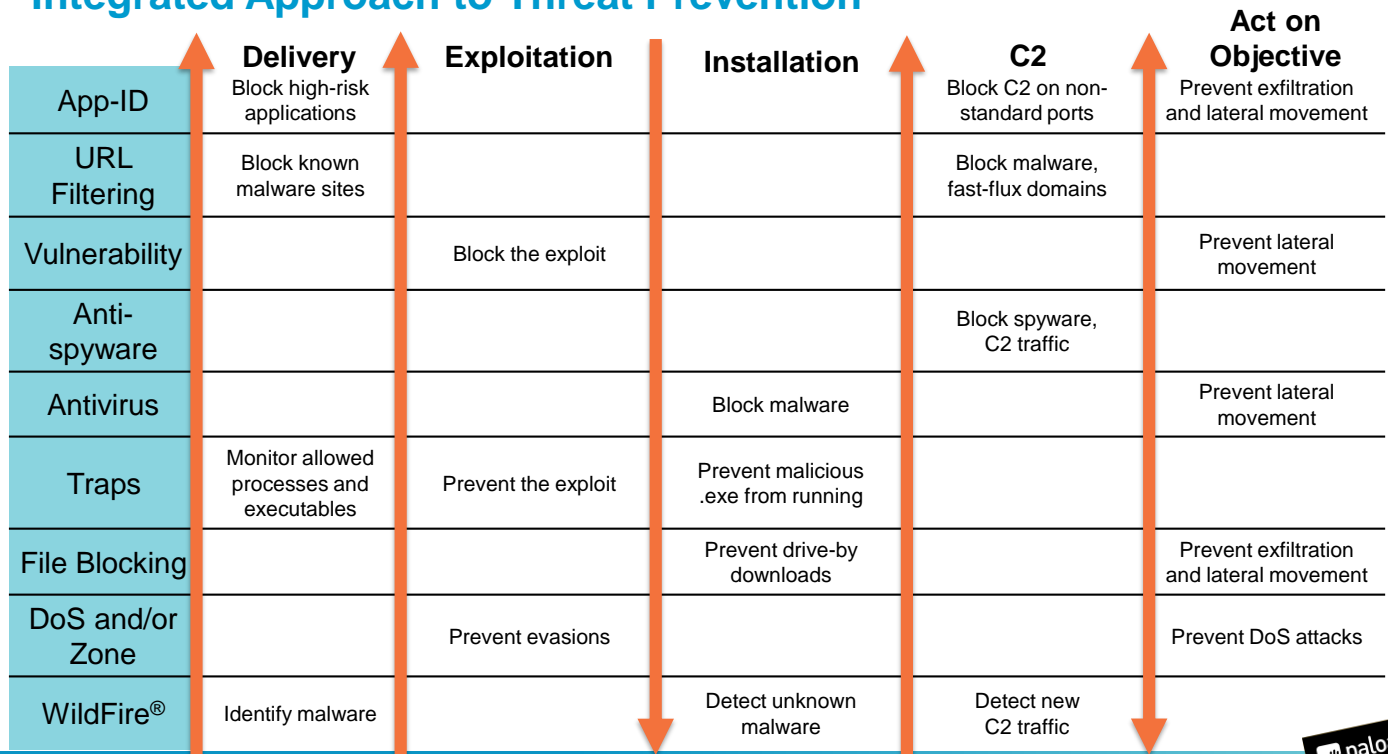 Integrated Approach to Threat Prevention
Delivery
Exploitation
Installation
C2
Act on
Objective
App-ID
Block high-risk
applications
Block C2 on non-
standard ports
Prevent exfiltration
and lateral movement
URL
Filtering
Block known
malware sites
Block malware,
fast-flux domains
Vulnerability
Block the exploit
Prevent lateral
movement
Anti-
spyware
Block spyware,
C2 traffic
Antivirus
Block malware
Prevent lateral
movement
Traps
Monitor allowed
processes and
executables
Prevent the exploit
Prevent malicious
.exe from running
File Blocking
Prevent drive-by
downloads
Prevent exfiltration
and lateral movement
DoS and/or
Zone
Prevent evasions
Prevent DoS attacks
WildFire®
Identify malware
Detect unknown
malware
Detect new
C2 traffic